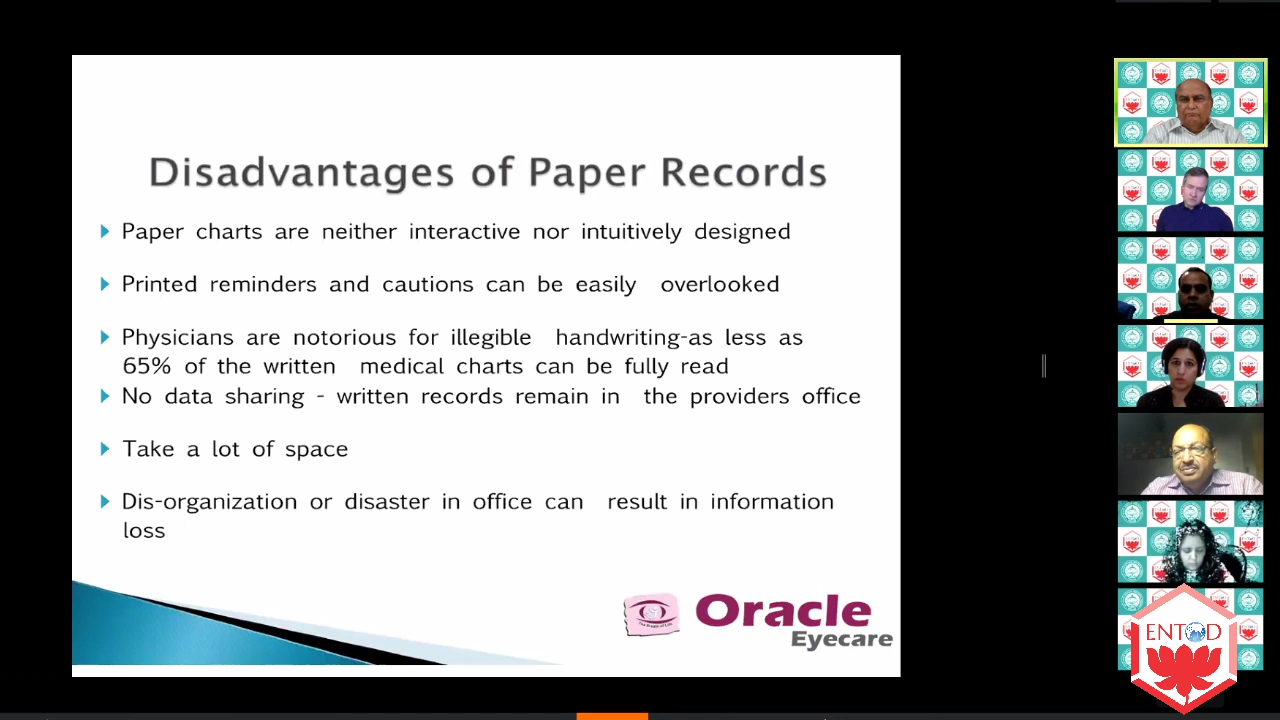 Disadvantages of Paper Records
Paper charts are neither interactive nor intuitively designed
Printed reminders and cautions can be easily overlooked
Physicians are notorious for illegible handwriting-as less as
65% of the written medical charts can be fully read
No data sharing - written records remain in the providers office
Take a lot of space
Dis-organization or disaster in office can result in information
loss
Oracle
Eyecare
ENTOD